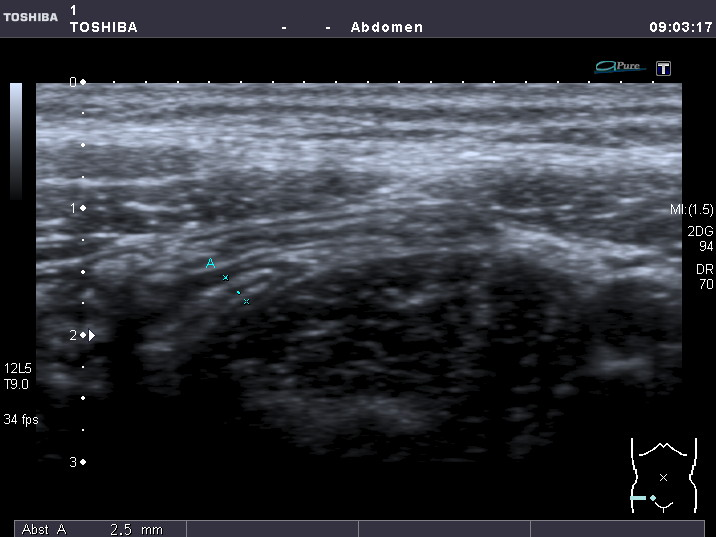 TOSHIBA
1
TOSHIBA - - Abdomen 09:03:17
aPure T
0
1
2
3
A
MI:(1.5)
2DG
94
DR
70
12L5
T9.0
34 fps
Abst A 2.5 mm